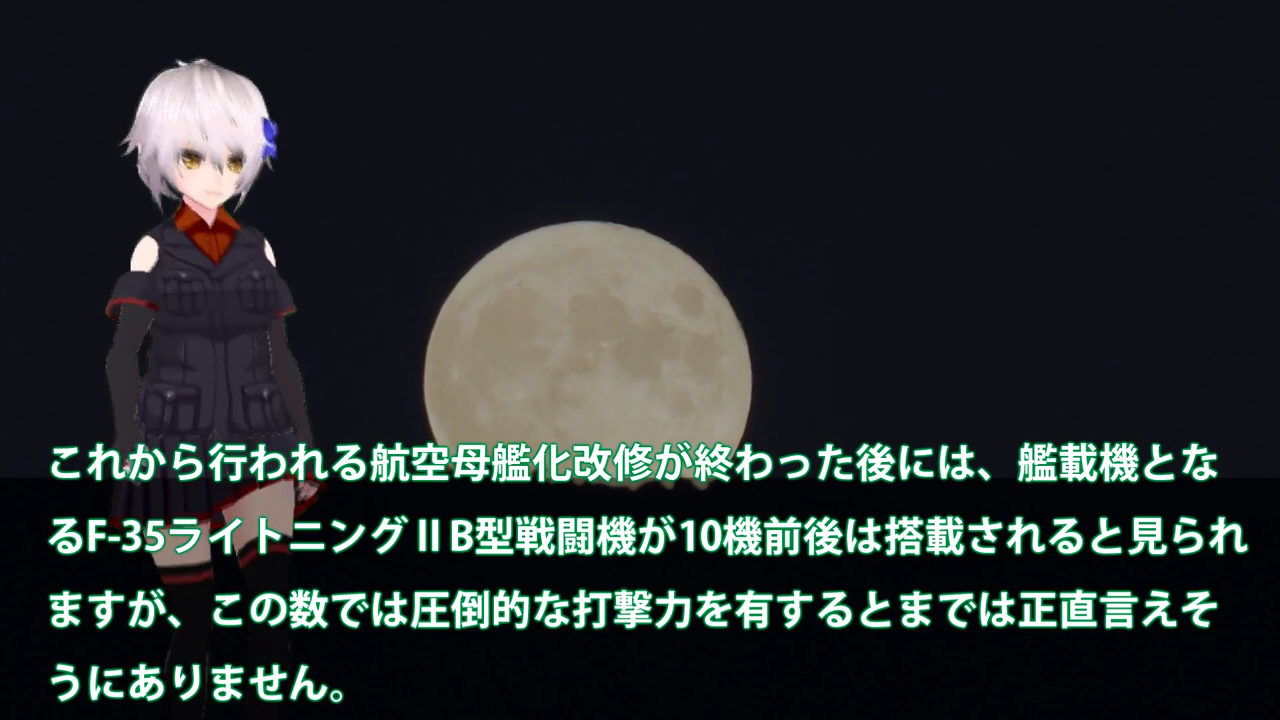 これから行われる航空母艦化改修が終わった後には、艦載機とな
るF-35ライトニングⅡB型戦闘機が10機前後は搭載されると見られ
ますが、この数では圧倒的な打撃力を有するとまでは正直言えそ
うにありません。